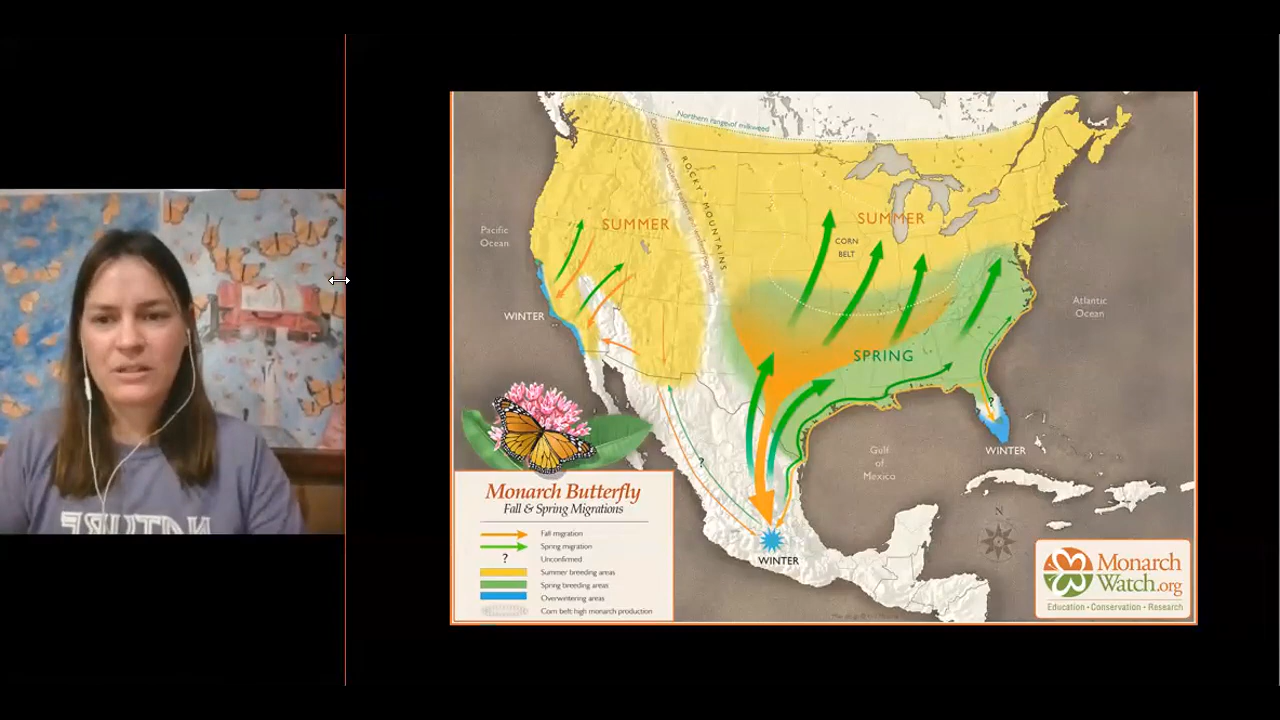 NATURE
Northern range of milkweed
ROCKY MOUNTAINS
SUMMER
SUMMER
CORN
BELT
Pacific
Ocean
Atlantic
Ocean
WINTER
SPRING
?
?
Gulf
of
Mexico
WINTER
N
WINTER
Monarch Butterfly
Fall & Spring Migrations
Fall migration
Spring migration
?
Unconfirmed
Summer breeding areas
Spring breeding areas
Overwintering areas
Corn belt high monarch production
Monarch
Watch.org
Education • Conservation • Research